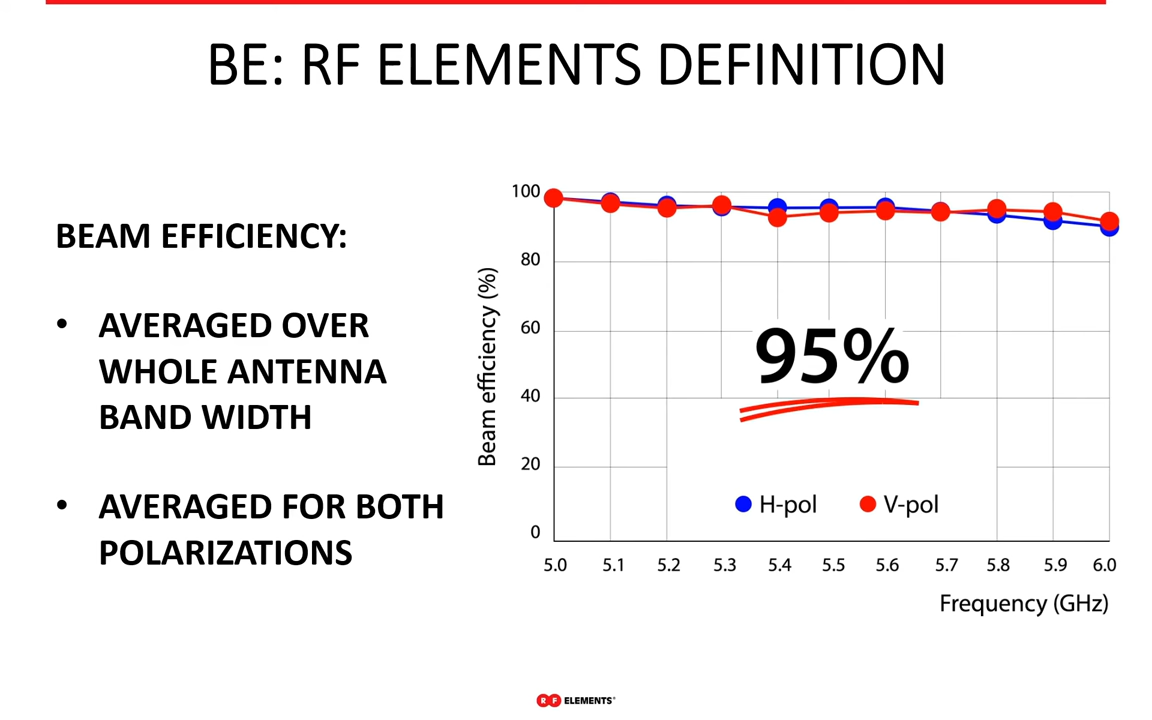 BE: RF ELEMENTS DEFINITION
BEAM EFFICIENCY:
• AVERAGED OVER
WHOLE ANTENNA
BAND WIDTH
• AVERAGED FOR BOTH
POLARIZATIONS
Beam efficiency (%)
100
80
60
40
20
0
95%
H-pol V-pol
5.0 5.1 5.2 5.3 5.4 5.5 5.6 5.7 5.8 5.9 6.0
Frequency (GHz)
RF ELEMENTS®